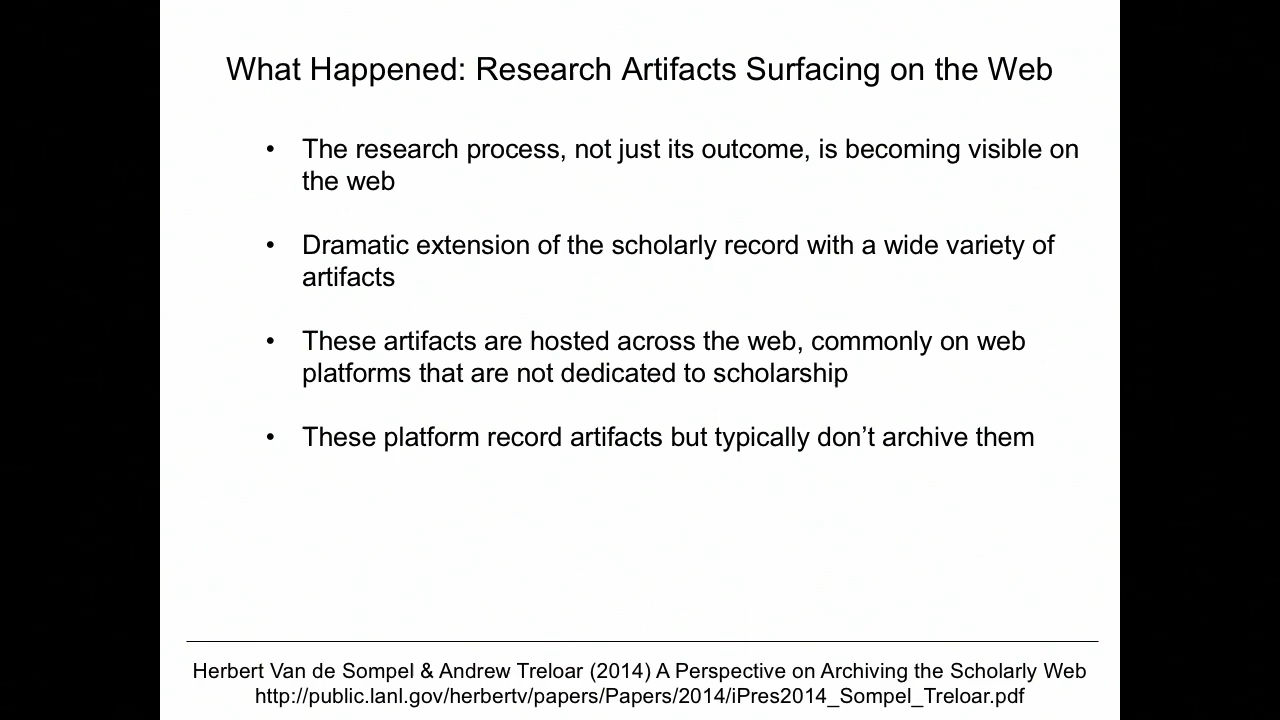 What Happened: Research Artifacts Surfacing on the Web
• The research process, not just its outcome, is becoming visible on
the web
• Dramatic extension of the scholarly record with a wide variety of
artifacts
• These artifacts are hosted across the web, commonly on web
platforms that are not dedicated to scholarship
• These platform record artifacts but typically don’t archive them
Herbert Van de Sompel & Andrew Treloar (2014) A Perspective on Archiving the Scholarly Web
http://public.lanl.gov/herbertv/papers/Papers/2014/iPres2014_Sompel_Treloar.pdf